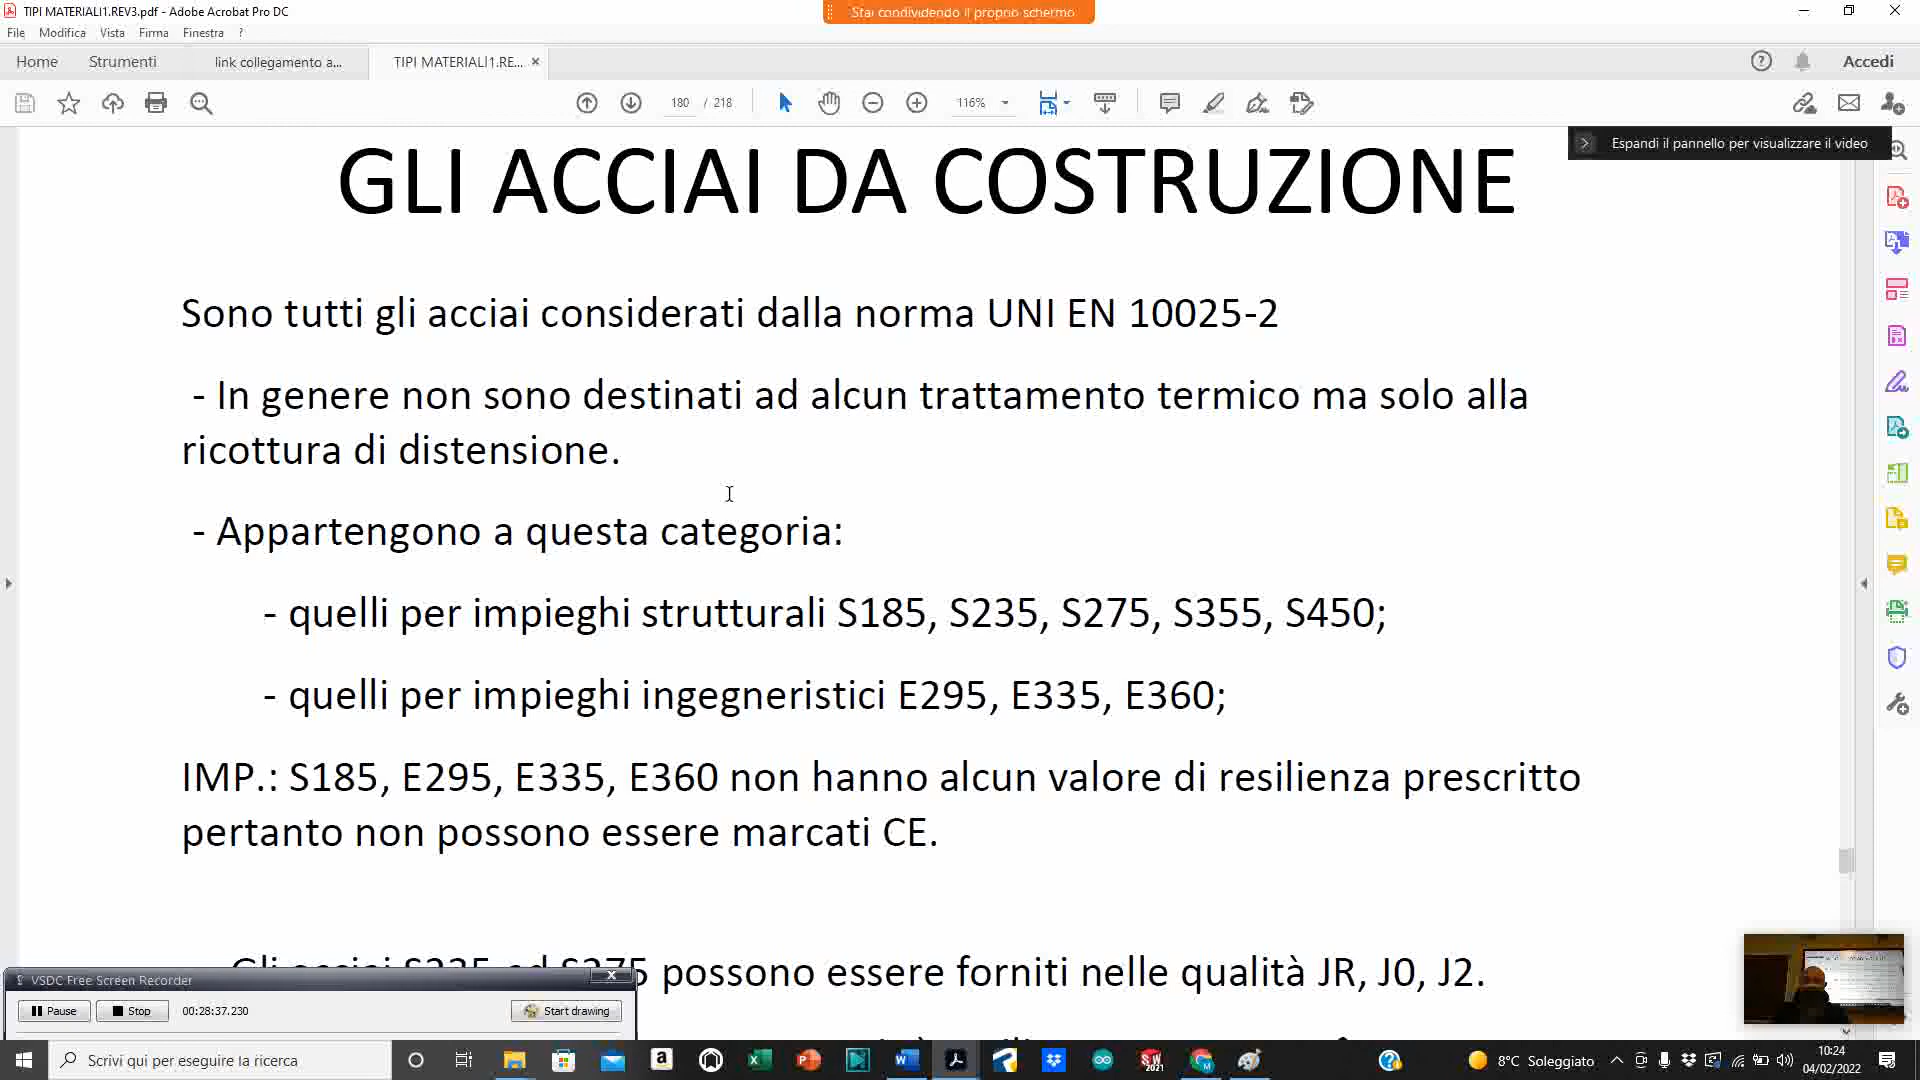 TIPI MATERIALI1.REV3.pdf - Adobe Acrobat Pro DC
Stai condividendo il proprio schermo
File Modifica Vista Firma Finestra ?
Home Strumenti link collegamento a... TIPI MATERIALI1.RE... × Accedi
180 / 218 116%
Espandi il pannello per visualizzare il video
GLI ACCIAI DA COSTRUZIONE
Sono tutti gli acciai considerati dalla norma UNI EN 10025-2
- In genere non sono destinati ad alcun trattamento termico ma solo alla
ricottura di distensione.
- Appartengono a questa categoria:
- quelli per impieghi strutturali S185, S235, S275, S355, S450;
- quelli per impieghi ingegneristici E295, E335, E360;
IMP.: S185, E295, E335, E360 non hanno alcun valore di resilienza prescritto
pertanto non possono essere marcati CE.
Gli acciai S235 ed S275 possono essere forniti nelle qualità JR, J0, J2.
VSDC Free Screen Recorder
Pause Stop 00:28:37.230 Start drawing
Scrivi qui per eseguire la ricerca
8°C Soleggiato
10:24
04/02/2022